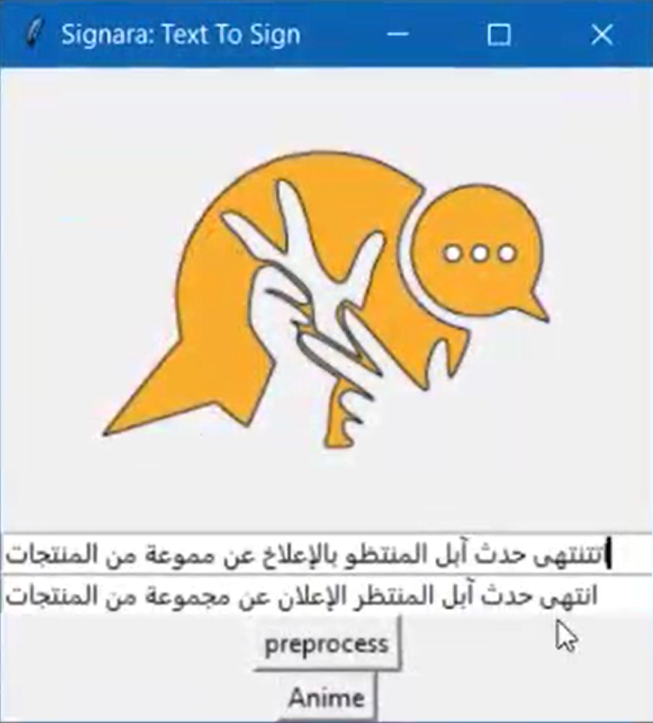 Signara: Text To Sign
تتنتهى حدث آبل المنتظو بالإعلاخ عن مموعة من المنتجات
انتهى حدث آبل المنتظر الإعلان عن مجموعة من المنتجات
preprocess
Anime